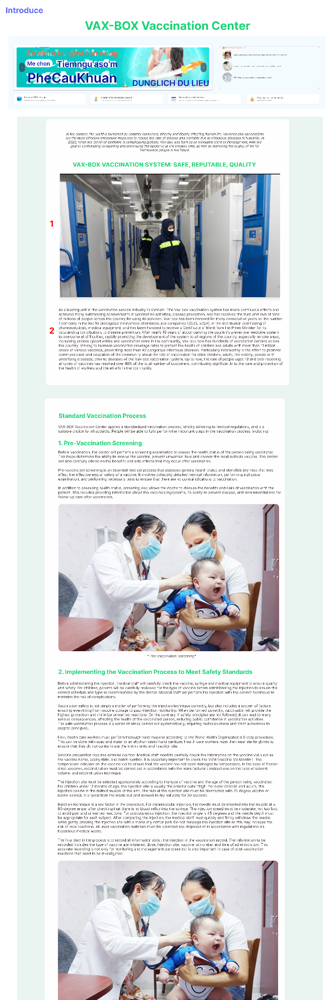 Introduce
VAX-BOX Vaccination Center
So viem tai giva tan cong
Me chon
Tiemngu'aso'm
PheCauKhuan
DUNGLICH DU LIEU
IMPORTANT WARNING
A team of experienced doctors
Electronic vaccination book
Buy vaccines conveniently
In the context, the world is burdened by complex epidemics, directly and deeply affecting human life. Vaccines and vaccinations
are the most effective preventive measures to reduce the rate of disease and mortality due to infectious diseases in humanity. In
2020, when the covid-19 epidemic is complicating globally, Vax-box was born as an inevitable trend of development, with the
goal of contributing to repelling and eliminating the epidemic at the present time, as well as improving the quality of life for
Vietnamese people in the future.
VAX-BOX VACCINATION SYSTEM: SAFE, REPUTABLE, QUALITY
1
As a leading unit in the vaccination service industry in Vietnam. The Vax-box vaccination system has made continuous efforts and
achieved many outstanding achievements in vaccination activities, disease prevention, and has received the trust and love of tens
of millions of people across the country for using its services. Vax-box has been honored for many consecutive years as the number
1 company in the top 10 prestigious Vietnamese pharmaceutical companies (2023, 2024), in the distribution and trading of
2
pharmaceuticals, medical equipment, and has been honored to receive a Certificate of Merit from the Prime Minister for its
outstanding contributions to disease prevention. After nearly 10 years of accompanying the country's preventive medicine system
to overcome all difficulties, rapidly promoting the development of the system to all regions of the country, especially remote areas,
increasing access opportunities and vaccination rates in the community, Vax-box now has hundreds of vaccination centers across
the country, striving to increase vaccination coverage rates to protect the health of children and adults with more than 11 million
doses of various vaccines, preventing more than 40 dangerous infectious diseases. Particularly noteworthy is the effort to promote
communication and education of the community about the role of vaccination for older children, adults, the elderly, people with
underlying diseases, chronic diseases of the Vax-box vaccination system. Up to now, the rate of people aged 18 and over receiving
all types of vaccines has reached over 40% of the total number of customers, contributing significantly to the care and protection of
the health of workers and the elderly in the community.
Standard Vaccination Process
VAX-BOX Vaccination Center applies a standardized vaccination process, strictly adhering to medical regulations, and is a
suitable choice for all subjects. People will be able to fully perform the important steps in the vaccination process, including:
1. Pre-Vaccination Screening
Before vaccination, the doctor will perform a screening examination to assess the health status of the person being vaccinated.
This helps determine the ability to receive the vaccine, prevent unwanted risks and choose the most suitable vaccine. The doctor
will also carefully advise on the benefits and side effects that may occur after vaccination.
Pre-vaccination screening is an essential medical process that assesses general health status and identifies any risks that may
affect the effectiveness or safety of a vaccine. It involves collecting detailed medical information, performing a physical
examination, and performing necessary tests to ensure that there are no contraindications to vaccination.
In addition to assessing health status, screening also allows the doctor to discuss the benefits and risks of vaccination with the
patient. This includes providing information about the vaccine's ingredients, its ability to prevent disease, and recommendations for
follow-up care after vaccination.
* Pre-vaccination screening*
2. Implementing the Vaccination Process to Meet Safety Standards
Before administering the injection, medical staff will carefully check the vaccine, syringe and medical equipment to ensure quality
and safety. For children, parents will be carefully reviewed for the type of vaccine before administering the injection to ensure the
correct schedule and type as recommended by the doctor. Medical staff will perform the injection with the correct technique to
minimize the risk of complications.
Vaccination safety is not simply a matter of performing the injection technique correctly, but also includes a system of factors
ensuring everything from vaccine storage to post-injection monitoring. When performed correctly, vaccination will provide the
highest protection and minimize unwanted reactions. On the contrary, if safety principles are not followed, it can lead to many
serious consequences, affecting the health of the vaccinated person, reducing public confidence in vaccination activities.
The safe vaccination process is a series of steps carried out systematically, requiring meticulousness and strict adherence to
aseptic principles..
First, health care workers must perform thorough hand hygiene according to the World Health Organization's 6-step procedure.
This can be done with soap and water or an alcohol-based hand sanitizer. Health care workers must then wear sterile gloves to
ensure that they do not contaminate the instruments and injection site.
Vaccine preparation requires extreme caution. Medical staff need to carefully check the information on the vaccine vial such as
the vaccine name, expiry date, and batch number. It is especially important to check the VVM (Vaccine Via Monitor) -the
temperature indicator on the vaccine vial to ensure that the vaccine has not been damaged by temperature. In the case of freeze-
dried vaccines, reconstitution must be carried out in accordance with the manufacturer's instructions on the type of solvent,
volume, and reconstitution technique.
The injection site must be selected appropriately according to the type of vaccine and the age of the person being vaccinated.
For children under 12 months of age, the injection site is usually the anterior outer thigh. For older children and adults, the
injection can be in the deltoid muscle of the arm. The skin at the injection site must be disinfected with 70-degree alcohol or
iodine alcohol, in a spiral from the inside out and allowed to dry naturally for 30 seconds.
Injection technique is a key factor in the procedure. For intramuscular injection, the needle must be inserted into the muscle at a
90-degree angle, after checking that there is no blood reflux into the syringe. The injection speed must be moderate, not too fast,
to avoid pain and unwanted reactions. For subcutaneous injection, the injection angle is 45 degrees and the needle depth must
be appropriate for each subject. After completing the injection, the medical staff must quickly and firmly withdraw the needle,
while gently pressing the injection site with a sterile dry cotton pad. Do not massage the injection site as this may increase the
risk of local reactions. All used vaccination materials must be collected and disposed of in accordance with regulations on
hazardous medical waste.
The final step in the process is to record all information about the injection in the vaccination record. The information to be
recorded includes the type of vaccine administered, dose, injection site, vaccine lot number and time of administration. This
accurate recording is not only for monitoring and management purposes but is also important in case of post-vaccination
reactions that need to be investigated.